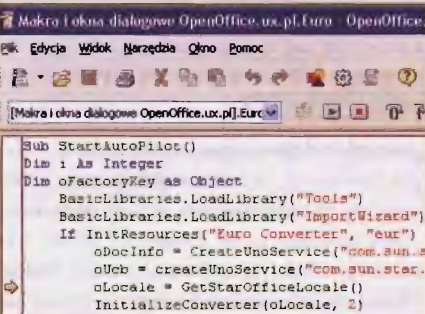 Makra i okna dialogowe OpenOffice.ux.pl.Euro - OpenOffice.
Plik Edycja Widok Narzędzia Okno Pomoc
[Makra i okna dialogowe OpenOffice.ux.pl].Eurc
Sub StartAutoPilot()
Dim i As Integer
Dim oFactoryKey as Object
BasicLibraries.LoadLibrary("Tools")
BasicLibraries.LoadLibrary("ImportWizard")
If InitResources("Euro Converter", "eur")
oDocInfo = CreateUnoService("com.sun.s
oUcb = createUnoService("com.sun.star.
oLocale = GetStarOfficeLocale()
InitializeConverter(oLocale, 2)